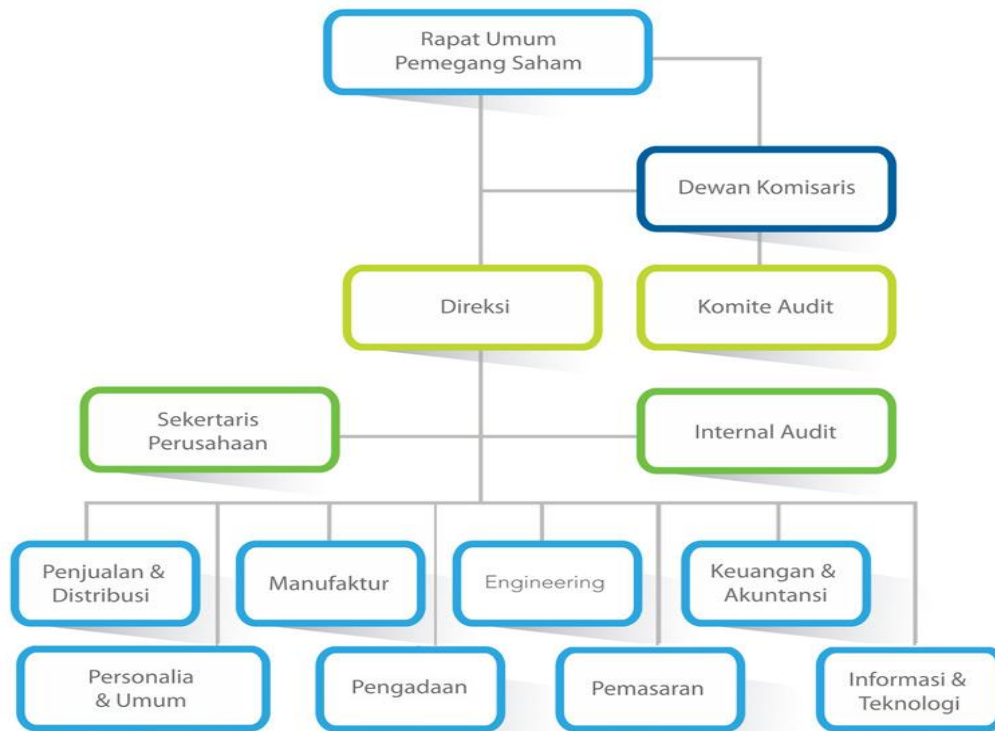 Rapat Umum
Pemegang Saham
Dewan Komisaris
Direksi
Komite Audit
Sekertaris
Perusahaan
Internal Audit
Penjualan &
Distribusi
Manufaktur
Engineering
Keuangan &
Akuntansi
Personalia
& Umum
Pengadaan
Pemasaran
Informasi &
Teknologi